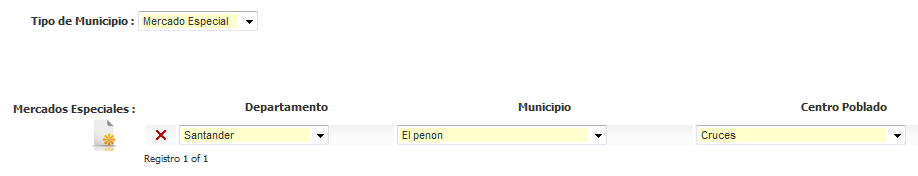 Tipo de Municipio : Mercado Especial
Mercados Especiales : Departamento Municipio Centro Poblado
Santander El penon Cruces
Registro 1 of 1